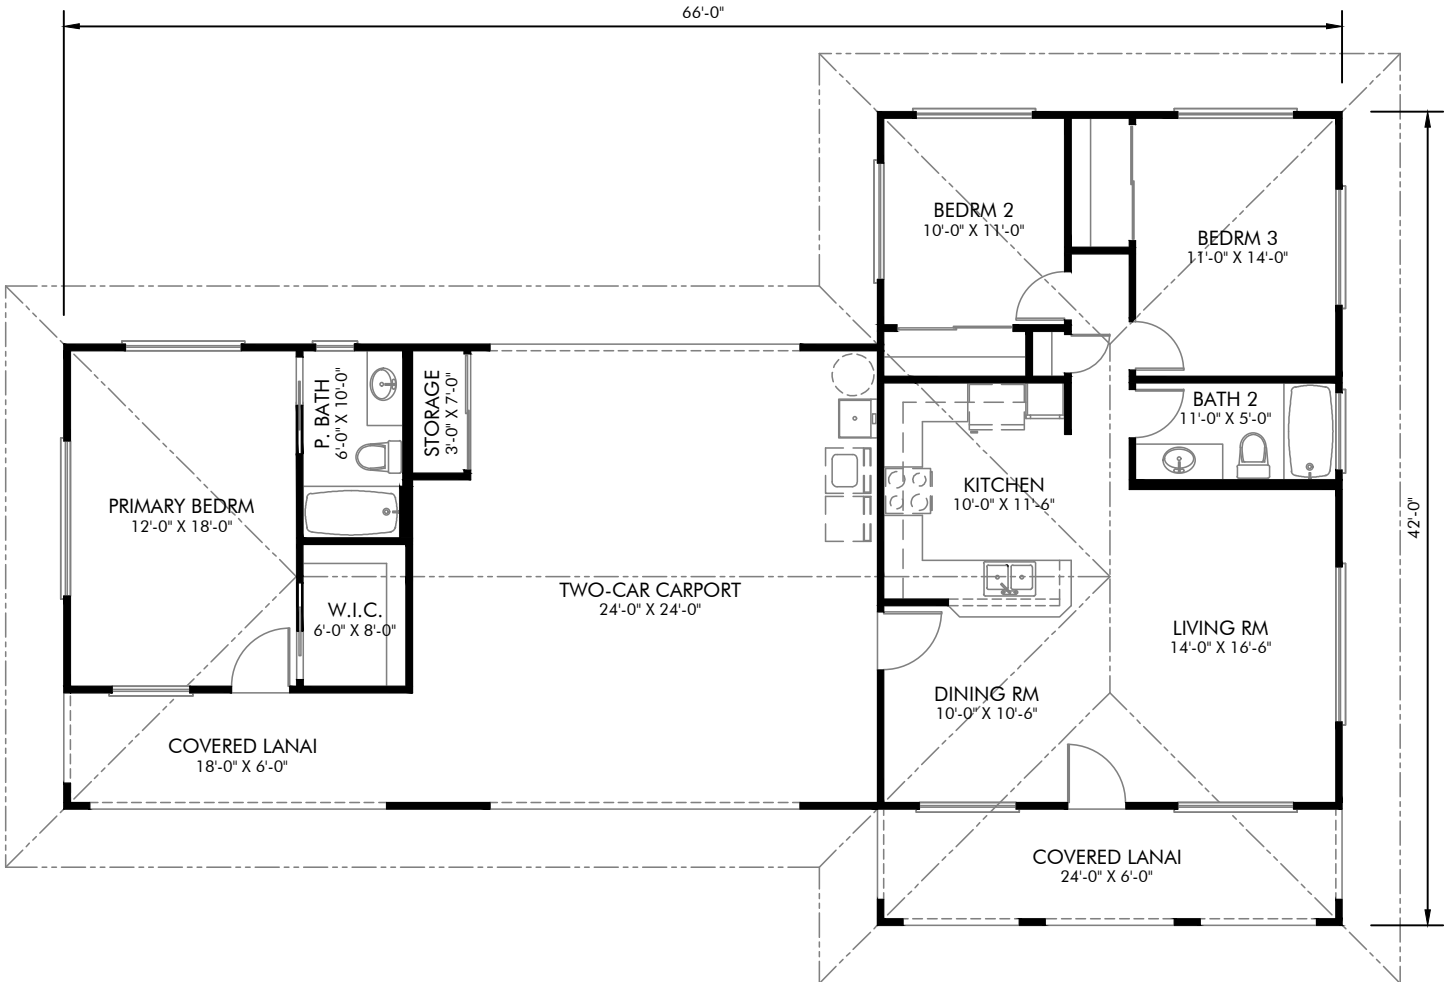 66'-0"
BEDRM 2
10'-0" X 11'-0"
BEDRM 3
11'-0" X 14'-0"
P. BATH
6'-0" X 10'-0"
STORAGE
3'-0" X 7'-0"
BATH 2
11'-0" X 5'-0"
PRIMARY BEDRM
12'-0" X 18'-0"
KITCHEN
10'-0" X 11'-6"
42'-0"
TWO-CAR CARPORT
24'-0" X 24'-0"
W.I.C.
6'-0" X 8'-0"
LIVING RM
14'-0" X 16'-6"
DINING RM
10'-0" X 10'-6"
COVERED LANAI
18'-0" X 6'-0"
COVERED LANAI
24'-0" X 6'-0"